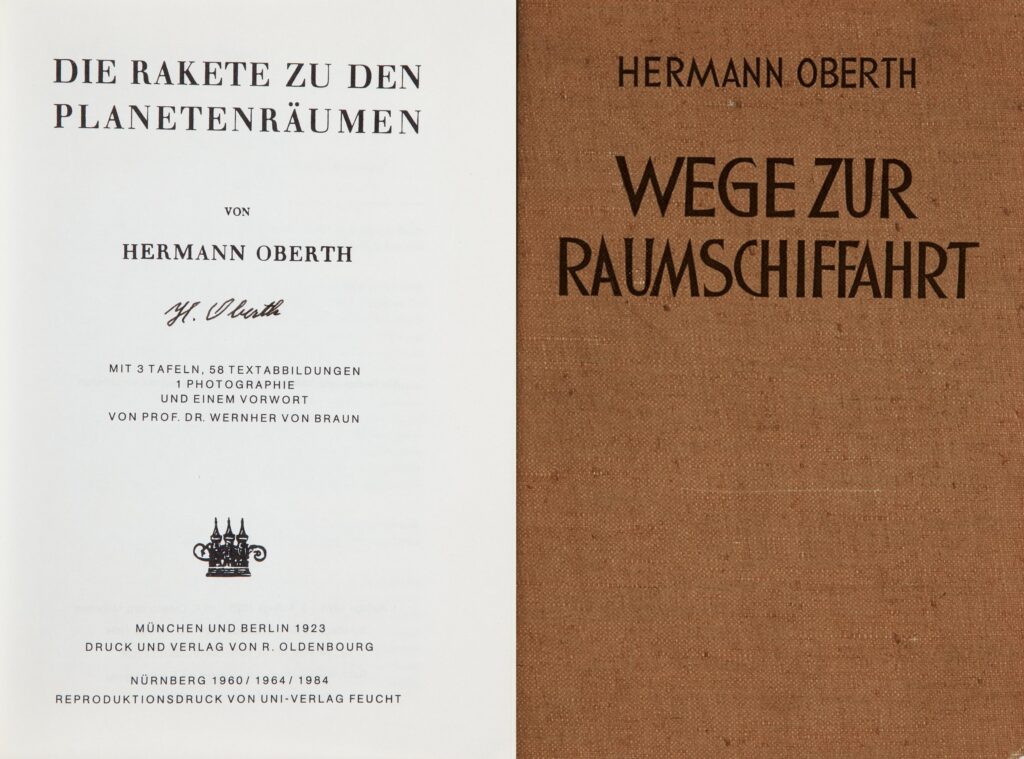 DIE RAKETE ZU DEN
PLANETENRÄUMEN
VON
HERMANN OBERTH
H. Oberth
MIT 3 TAFELN, 58 TEXTABBILDUNGEN
1 PHOTOGRAPHIE
UND EINEM VORWORT
VON PROF. DR. WERNHER VON BRAUN
MÜNCHEN UND BERLIN 1923
DRUCK UND VERLAG VON R. OLDENBOURG
NÜRNBERG 1960/ 1964/ 1984
REPRODUKTIONSDRUCK VON UNI-VERLAG FEUCHT
HERMANN OBERTH
WEGE ZUR
RAUMSCHIFFAHRT